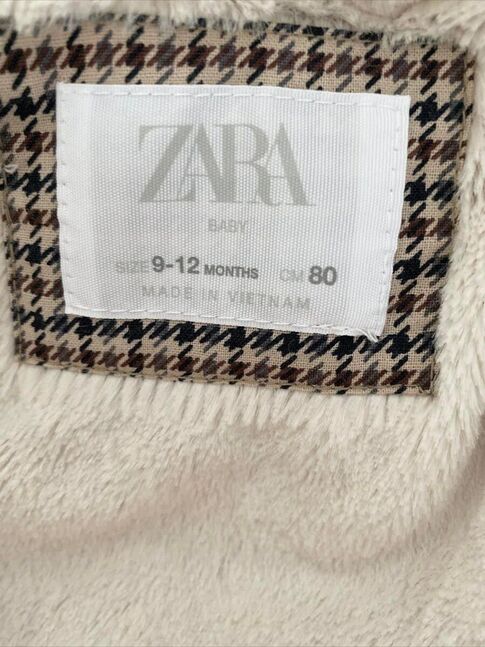 ZARA
BABY
SIZE 9-12 MONTHS CM 80
MADE IN VIETNAM